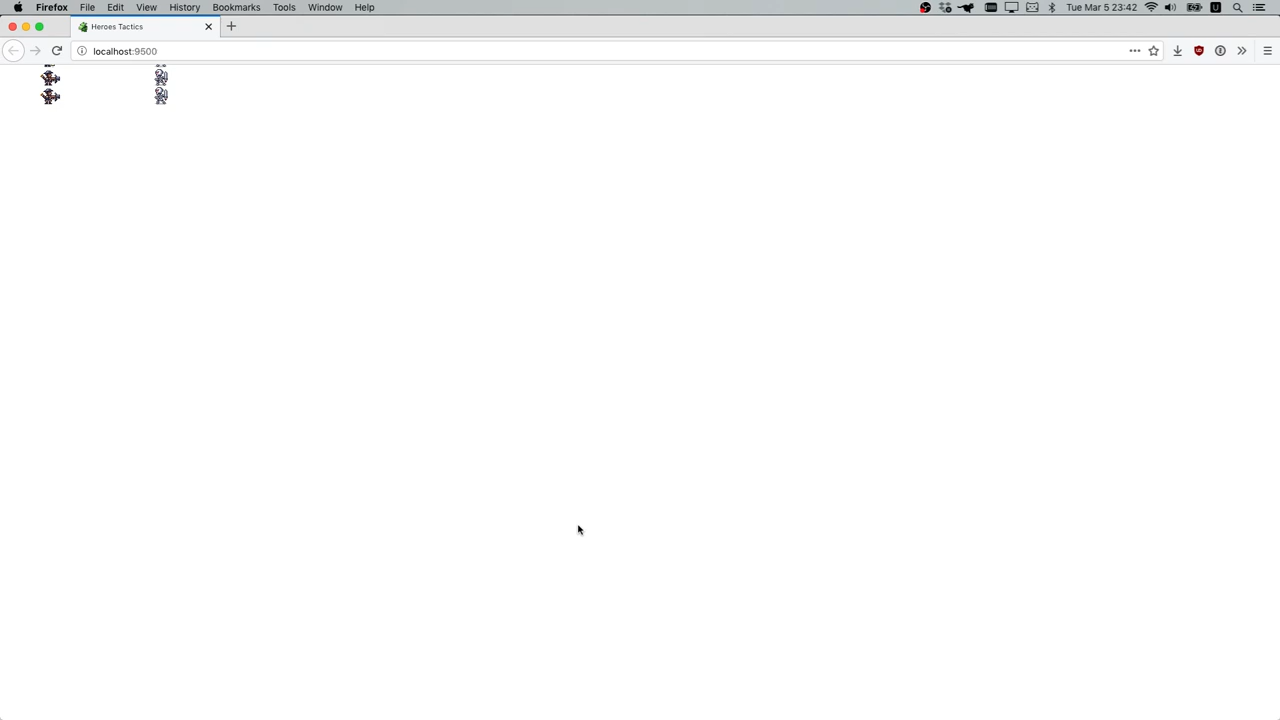 Firefox File Edit View History Bookmarks Tools Window Help Tue Mar 5 23:42
Heroes Tactics
localhost:9500